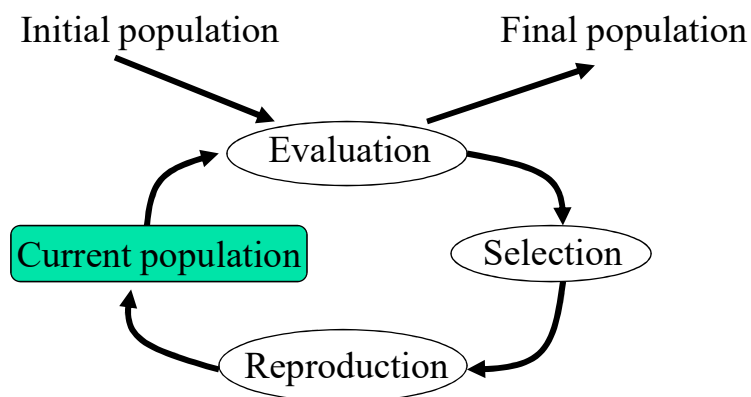 Initial population
Final population
Evaluation
Current population
Selection
Reproduction